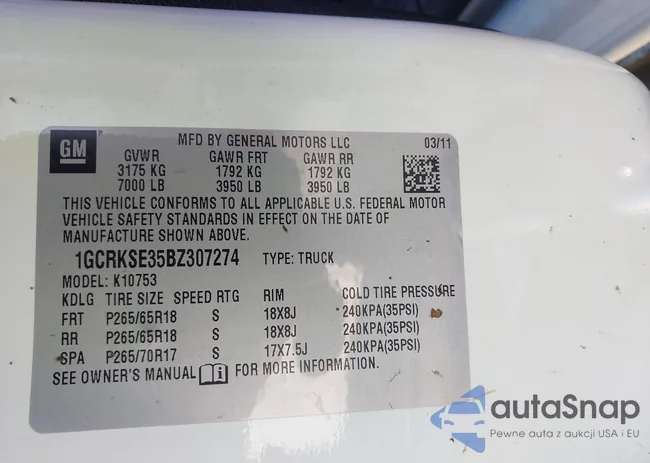 GM
MFD BY GENERAL MOTORS LLC 03/11
GVWR GAWR FRT GAWR RR
3175 KG 1792 KG 1792 KG
7000 LB 3950 LB 3950 LB
THIS VEHICLE CONFORMS TO ALL APPLICABLE U.S. FEDERAL MOTOR
VEHICLE SAFETY STANDARDS IN EFFECT ON THE DATE OF
MANUFACTURE SHOWN ABOVE.
1GCRKSE35BZ307274 TYPE: TRUCK
MODEL: K10753
KDLG TIRE SIZE SPEED RTG RIM COLD TIRE PRESSURE
FRT P265/65R18 S 18X8J 240KPA(35PSI)
RR P265/65R18 S 18X8J 240KPA(35PSI)
SPA P265/70R17 S 17X7.5J 240KPA(35PSI)
SEE OWNER'S MANUAL i FOR MORE INFORMATION.
autaSnap
Pewne auta z aukcji USA i EU